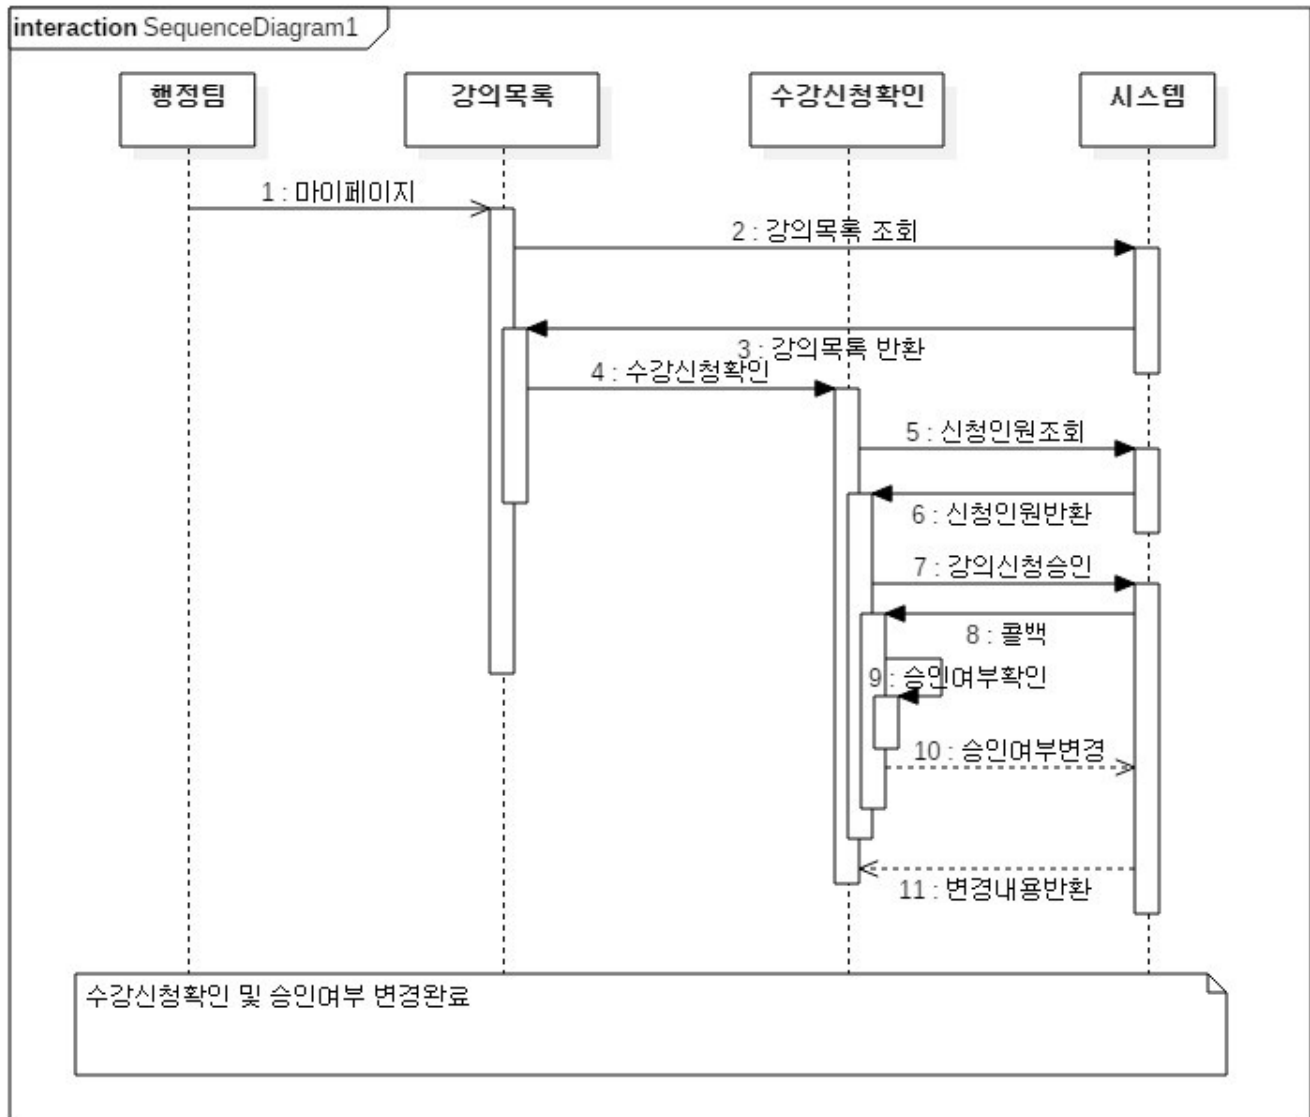 interaction SequenceDiagram1
행정팀
강의목록
수강신청확인
시스템
1 : 마이페이지
2 : 강의목록 조회
3 : 강의목록 반환
4 : 수강신청확인
5 : 신청인원조회
6 : 신청인원반환
7 : 강의신청승인
8 : 콜백
9 : 승인여부확인
10 : 승인여부변경
11 : 변경내용반환
수강신청확인 및 승인여부 변경완료